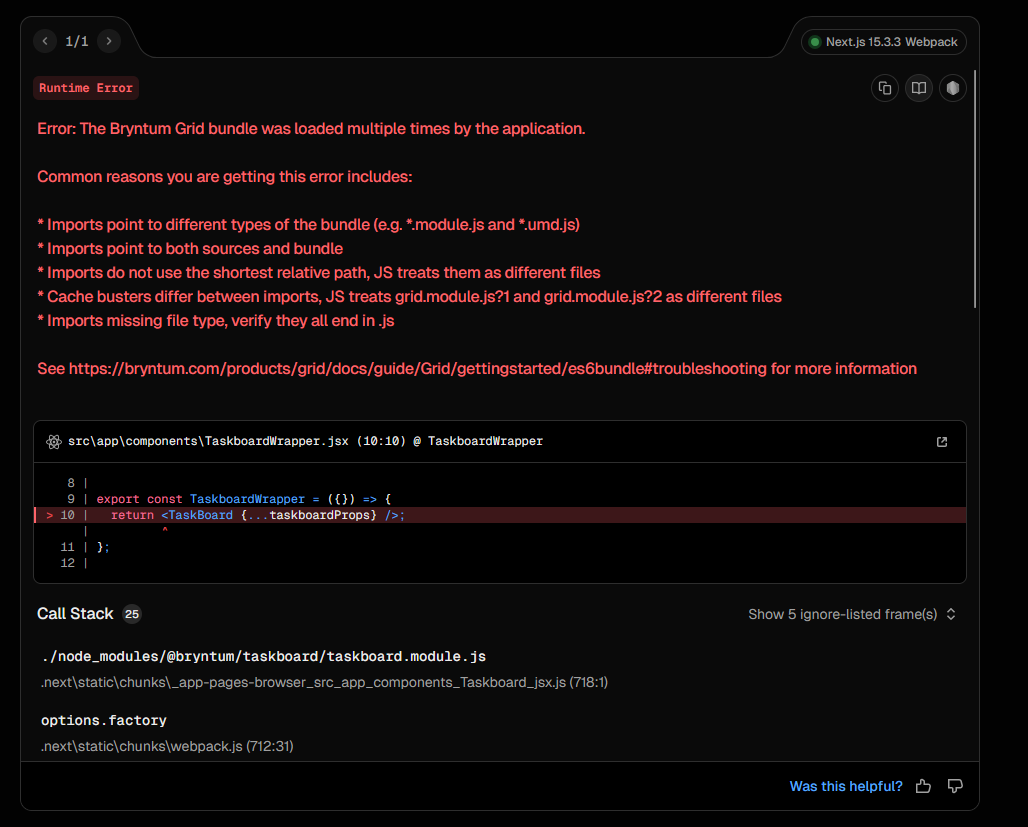 1/1
Next.js 15.3.3 Webpack
Runtime Error
Error: The Bryntum Grid bundle was loaded multiple times by the application.
Common reasons you are getting this error includes:
* Imports point to different types of the bundle (e.g. *.module.js and *.umd.js)
* Imports point to both sources and bundle
* Imports do not use the shortest relative path, JS treats them as different files
* Cache busters differ between imports, JS treats grid.module.js?1 and grid.module.js?2 as different files
* Imports missing file type, verify they all end in .js
See https://bryntum.com/products/grid/docs/guide/Grid/gettingstarted/es6bundle#troubleshooting for more information
src\app\components\TaskboardWrapper.jsx (10:10) @ TaskboardWrapper
8 |
9 | export const TaskboardWrapper = ({}) => {
> 10 | return <TaskBoard {...taskboardProps} />;
| ^
11 | };
12 |
Call Stack 25
Show 5 ignore-listed frame(s)
./node_modules/@bryntum/taskboard/taskboard.module.js
.next\static\chunks\_app-pages-browser_src_app_components_Taskboard_jsx.js (718:1)
options.factory
.next\static\chunks\webpack.js (712:31)
Was this helpful?